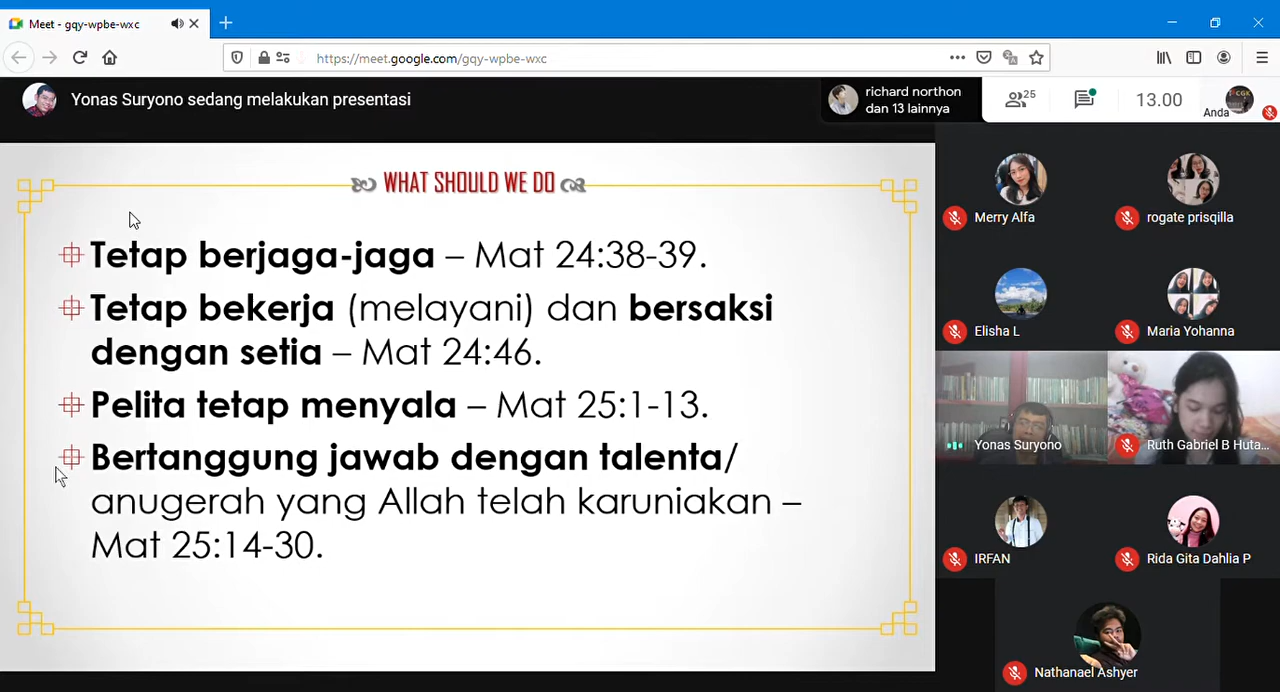 Meet - gqy-wpbe-wxc
https://meet.google.com/gqy-wpbe-wxc
Yonas Suryono sedang melakukan presentasi
richard northon
dan 13 lainnya
25
13.00
Anda
WHAT SHOULD WE DO
Tetap berjaga-jaga – Mat 24:38-39.
Tetap bekerja (melayani) dan bersaksi
dengan setia – Mat 24:46.
Pelita tetap menyala – Mat 25:1-13.
Bertanggung jawab dengan talenta/
anugerah yang Allah telah karuniakan –
Mat 25:14-30.
Merry Alfa
rogate prisqilla
Elisha L
Maria Yohanna
Yonas Suryono
Ruth Gabriel B Huta...
IRFAN
Rida Gita Dahlia P
Nathanael Ashyer